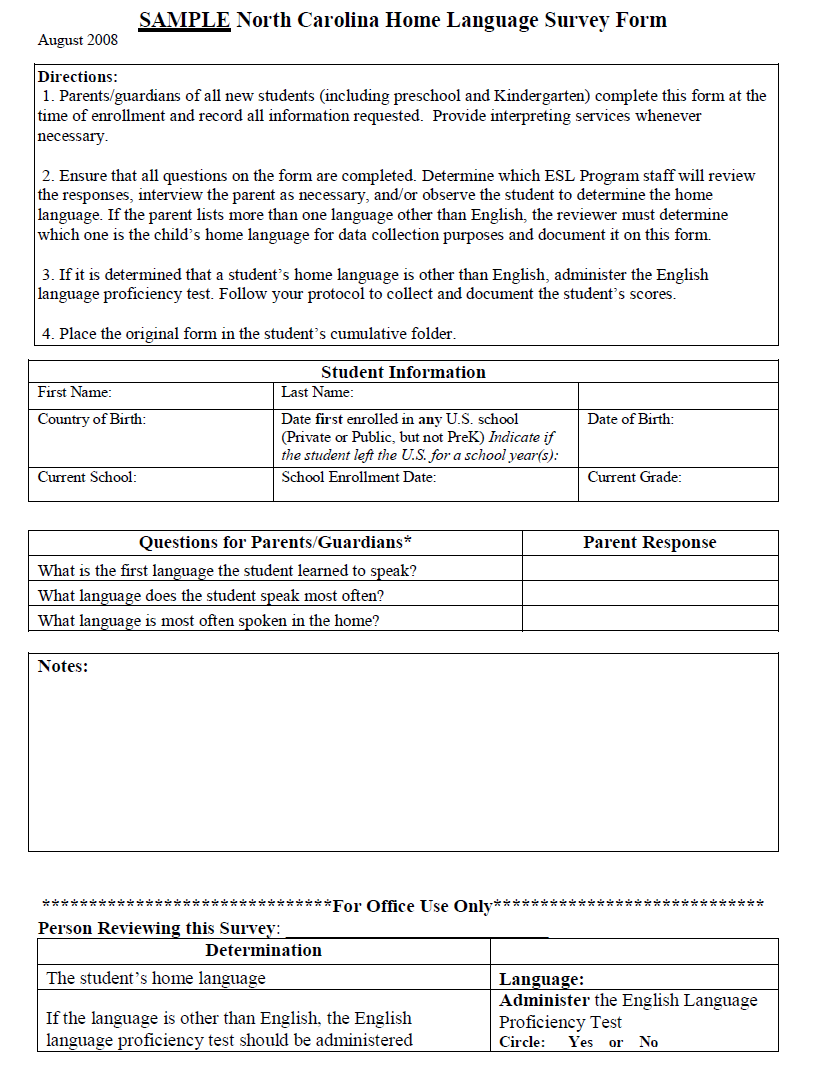 SAMPLE North Carolina Home Language Survey Form
August 2008
Directions:
1. Parents/guardians of all new students (including preschool and Kindergarten) complete this form at the
time of enrollment and record all information requested. Provide interpreting services whenever
necessary.
2. Ensure that all questions on the form are completed. Determine which ESL Program staff will review
the responses, interview the parent as necessary, and/or observe the student to determine the home
language. If the parent lists more than one language other than English, the reviewer must determine
which one is the child's home language for data collection purposes and document it on this form.
3. If it is determined that a student's home language is other than English, administer the English
language proficiency test. Follow your protocol to collect and document the student's scores.
4. Place the original form in the student's cumulative folder.
Student Information
First Name:
Last Name:
Country of Birth:
Date first enrolled in any U.S. school
(Private or Public, but not PreK) Indicate if
the student left the U.S. for a school year(s):
Date of Birth:
Current School:
School Enrollment Date:
Current Grade:
Questions for Parents/Guardians*
Parent Response
What is the first language the student learned to speak?
What language does the student speak most often?
What language is most often spoken in the home?
Notes:
*******************************For Office Use Only*****************************
Person Reviewing this Survey: ______________________________
Determination
The student's home language
Language:
If the language is other than English, the English
language proficiency test should be administered
Administer the English Language
Proficiency Test
Circle: Yes or No